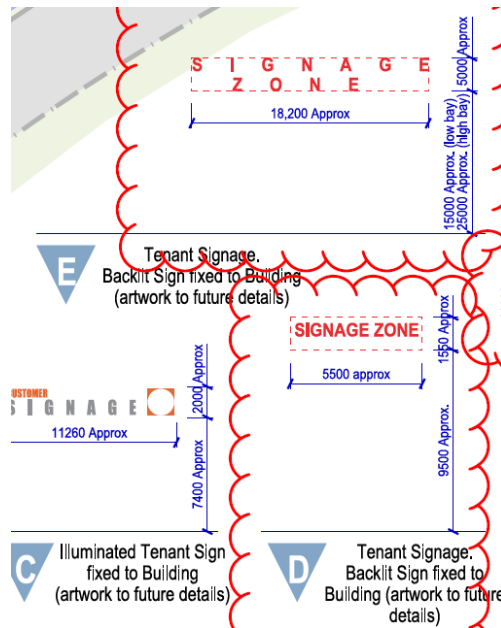 S I G N A G E
Z O N E
18,200 Approx
5000 Approx
15000 Approx. (low bay)
25000 Approx. (high bay)
E
Tenant Signage.
Backlit Sign fixed to Building
(artwork to future details)
SIGNAGE ZONE
5500 approx
1550 Approx
9500 Approx.
CUSTOMER
SIGNAGE
11260 Approx
2000 Approx
7400 Approx
C
Illuminated Tenant Sign
fixed to Building
(artwork to future details)
D
Tenant Signage.
Backlit Sign fixed to
Building (artwork to future
details)